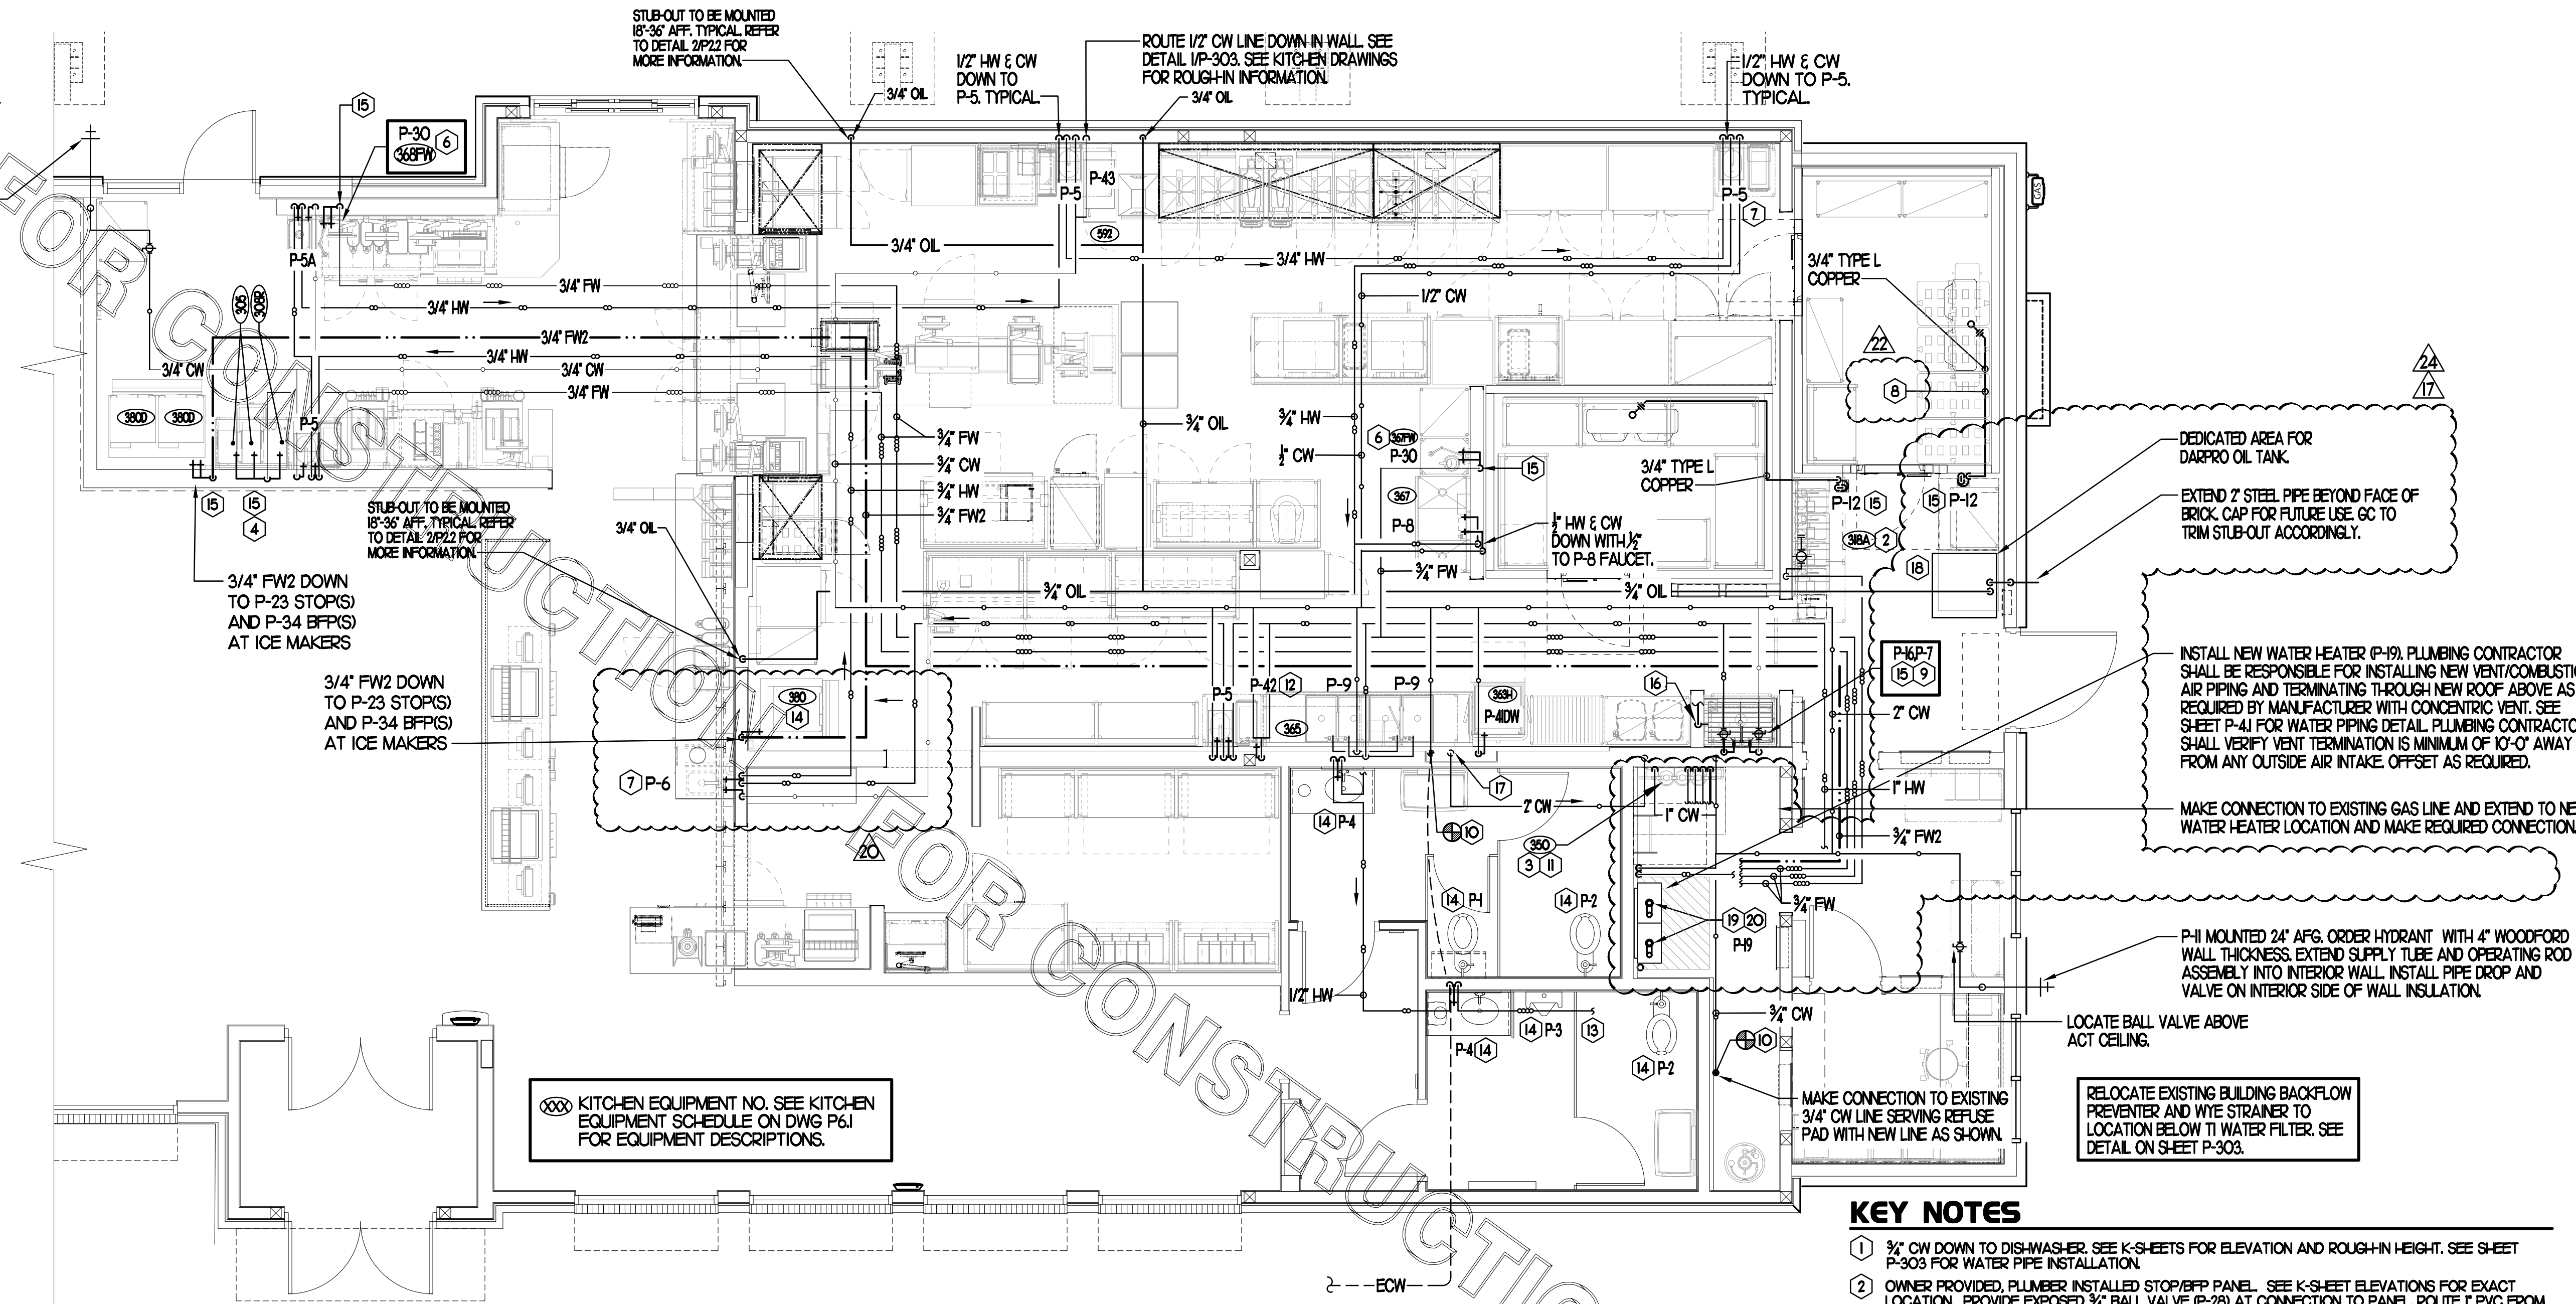 STUB-OUT TO BE MOUNTED
18"-36" AFF. TYPICAL. REFER
TO DETAIL 2/P2.2 FOR
MORE INFORMATION.
1/2" HW & CW
DOWN TO
P-5. TYPICAL.
ROUTE 1/2" CW LINE DOWN IN WALL. SEE
DETAIL 1/P-303. SEE KITCHEN DRAWINGS
FOR ROUGH-IN INFORMATION.
3/4" OIL
3/4" OIL
1/2" HW & CW
DOWN TO P-5.
TYPICAL.
15
P-30
368FW
6
P-5
P-43
592
P-5
7
GAS
P-5A
3/4" OIL
3/4" HW
3/4" TYPE L
COPPER
3/4" FW
3/4" HW
305
308R
1/2" CW
3/4" FW2
3/4" HW
3/4" CW
3/4" CW
3/4" FW
22
8
24
17
380D
380D
P-5
3/4" FW
3/4" CW
3/4" HW
3/4" FW2
3/4" OIL
3/4" HW
1/2" CW
6
367FW
P-30
15
367
P-8
3/4" TYPE L
COPPER
P-12
15
15
P-12
318A
2
DEDICATED AREA FOR
DARPRO OIL TANK.
EXTEND 2" STEEL PIPE BEYOND FACE OF
BRICK. CAP FOR FUTURE USE. GC TO
TRIM STUB-OUT ACCORDINGLY.
15
15
4
STUB-OUT TO BE MOUNTED
18"-36" AFF. TYPICAL REFER
TO DETAIL 2/P2.2 FOR
MORE INFORMATION.
3/4" OIL
1/2" HW & CW
DOWN WITH 1/2"
TO P-8 FAUCET.
3/4" FW
18
3/4" OIL
3/4" OIL
3/4" FW2 DOWN
TO P-23 STOP(S)
AND P-34 BFP(S)
AT ICE MAKERS
3/4" FW2 DOWN
TO P-23 STOP(S)
AND P-34 BFP(S)
AT ICE MAKERS
380
14
7
P-6
20
P-5
P-42
12
P-9
P-9
365
363H
P-41DW
16
P-16,P-7
15
9
2" CW
1" HW
3/4" FW2
INSTALL NEW WATER HEATER (P-19). PLUMBING CONTRACTOR
SHALL BE RESPONSIBLE FOR INSTALLING NEW
AIR PIPING AND TERMINATING THROUGH NEW ROOF ABOVE AS
REQUIRED BY MANUFACTURER WITH CONCENTRIC VENT. SEE
SHEET P-4.1 FOR WATER PIPING DETAIL. PLUMBING
SHALL VERIFY VENT TERMINATION IS MINIMUM OF 10'-0" AWAY
FROM ANY OUTSIDE AIR INTAKE. OFFSET AS REQUIRED.
MAKE CONNECTION TO EXISTING GAS LINE AND EXTEND TO
WATER HEATER LOCATION AND MAKE REQUIRED CONNECTION.
17
2" CW
1" CW
14
P-4
10
350
3
11
14
P-1
14
P-2
19
20
P-19
3/4" FW
P-11 MOUNTED 24" AFG. ORDER HYDRANT WITH 4" WOODFORD
WALL THICKNESS. EXTEND SUPPLY TUBE AND OPERATING ROD
ASSEMBLY INTO INTERIOR WALL. INSTALL PIPE DROP AND
VALVE ON INTERIOR SIDE OF WALL INSULATION.
LOCATE BALL VALVE ABOVE
ACT CEILING.
1/2" HW
P-4
14
14
P-3
13
14
P-2
3/4" CW
10
MAKE CONNECTION TO EXISTING
3/4" CW LINE SERVING REFUSE
PAD WITH NEW LINE AS SHOWN.
RELOCATE EXISTING BUILDING BACKFLOW
PREVENTER AND WYE STRAINER TO
LOCATION BELOW T1 WATER FILTER. SEE
DETAIL ON SHEET P-303.
XXX KITCHEN EQUIPMENT NO. SEE KITCHEN
EQUIPMENT SCHEDULE ON DWG P6.1
FOR EQUIPMENT DESCRIPTIONS.
ECW
FOR CONSTRUCTION
FOR CONSTRUCTIO
KEY NOTES
1 3/4" CW DOWN TO DISHWASHER. SEE K-SHEETS FOR ELEVATION AND ROUGH-IN HEIGHT. SEE SHEET
P-303 FOR WATER PIPE INSTALLATION.
2 OWNER PROVIDED, PLUMBER INSTALLED STOP/BFP PANEL. SEE K-SHEET ELEVATIONS FOR EXACT
LOCATION. PROVIDE EXPOSED 3/4" BALL VALVE (P-28) AT CONNECTION TO PANEL. ROUTE 1" PVC FROM